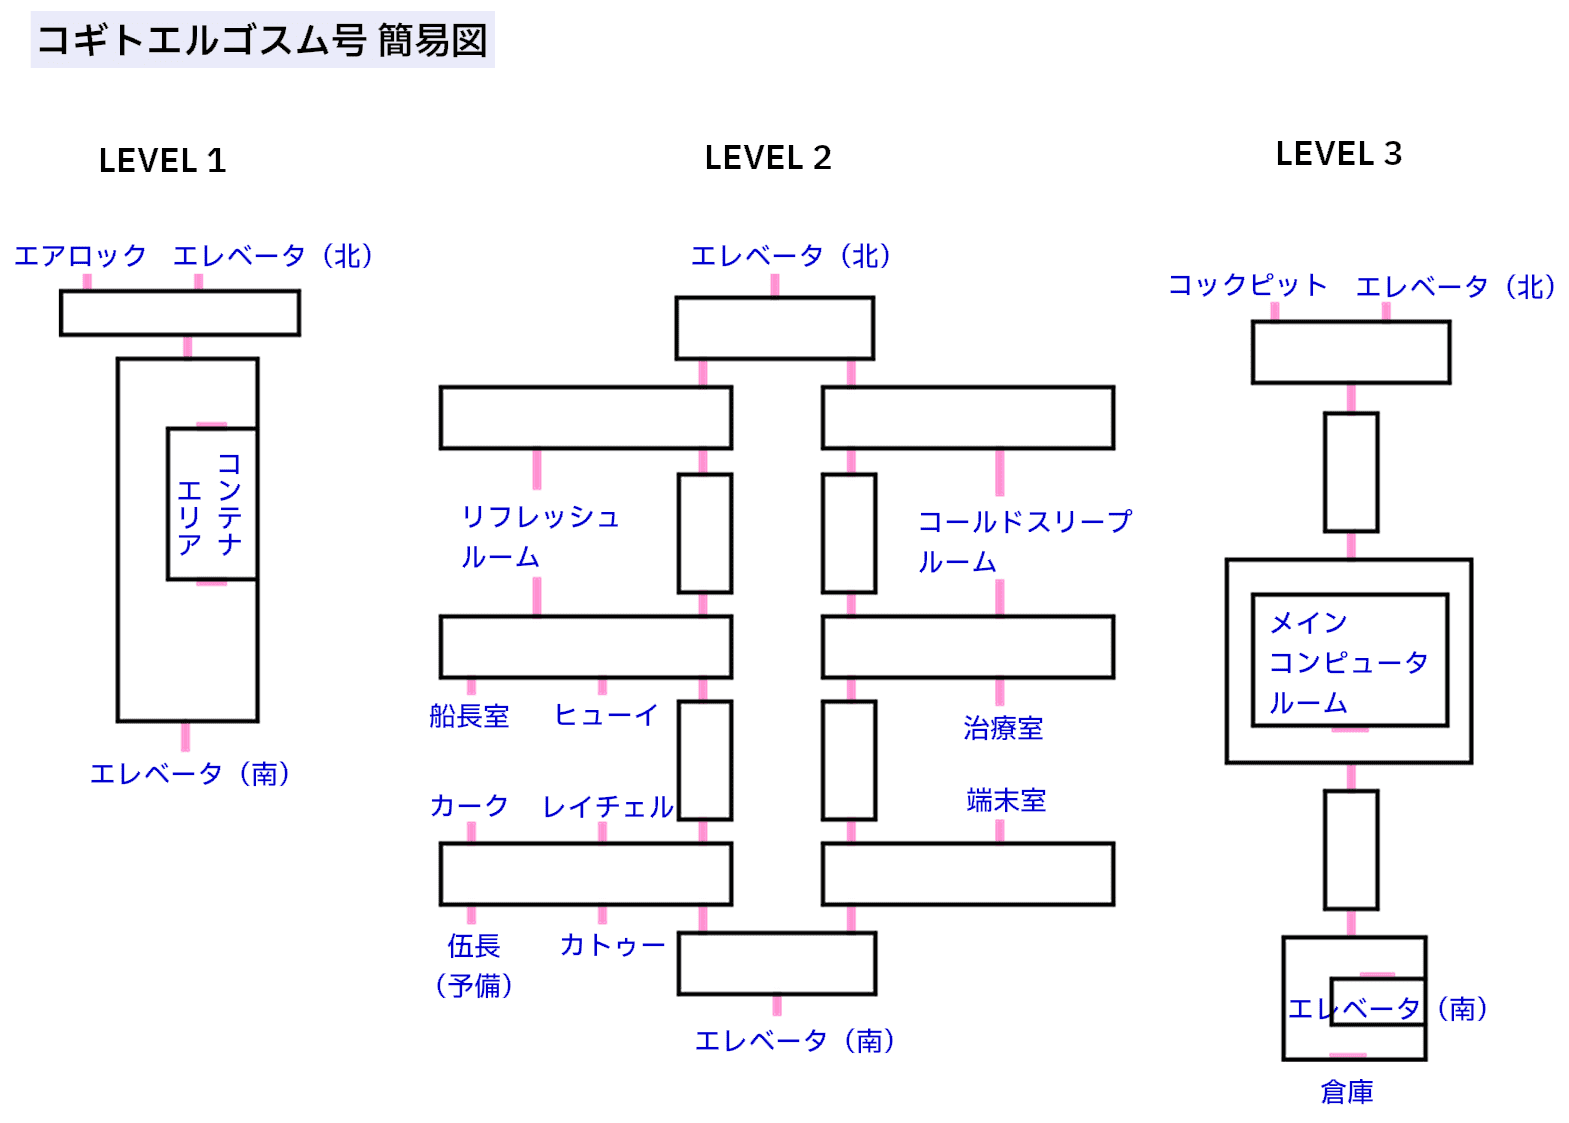 コギトエルゴスム号 簡易図
LEVEL 1
エアロック エレベータ（北）
コンテナ
エリア
エレベータ（南）
LEVEL 2
エレベータ（北）
リフレッシュ
ルーム
コールドスリープ
ルーム
船長室 ヒューイ
治療室
カーク レイチェル
端末室
伍長
（予備）
カトゥー
エレベータ（南）
LEVEL 3
コックピット エレベータ（北）
メイン
コンピュータ
ルーム
エレベータ（南）
倉庫